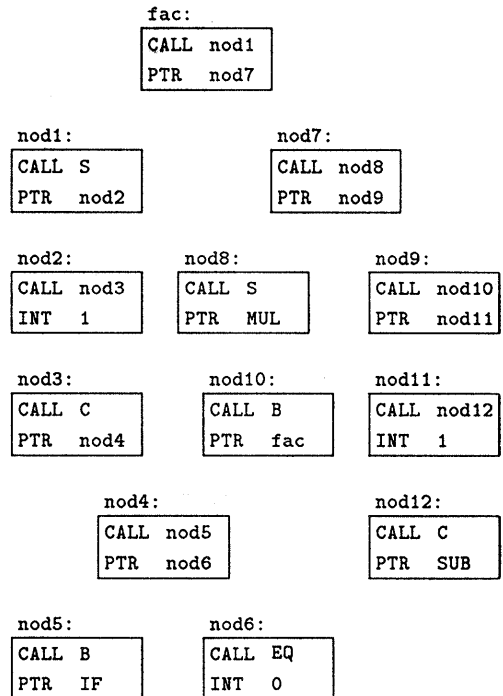 fac:
CALL nod1
PTR nod7
nod1: nod7:
CALL S CALL nod8
PTR nod2 PTR nod9
nod2: nod8: nod9:
CALL nod3 CALL S CALL nod10
INT 1 PTR MUL PTR nod11
nod3: nod10: nod11:
CALL C CALL B CALL nod12
PTR nod4 PTR fac INT 1
nod4: nod12:
CALL nod5 CALL C
PTR nod6 PTR SUB
nod5: nod6:
CALL B CALL EQ
PTR IF INT 0